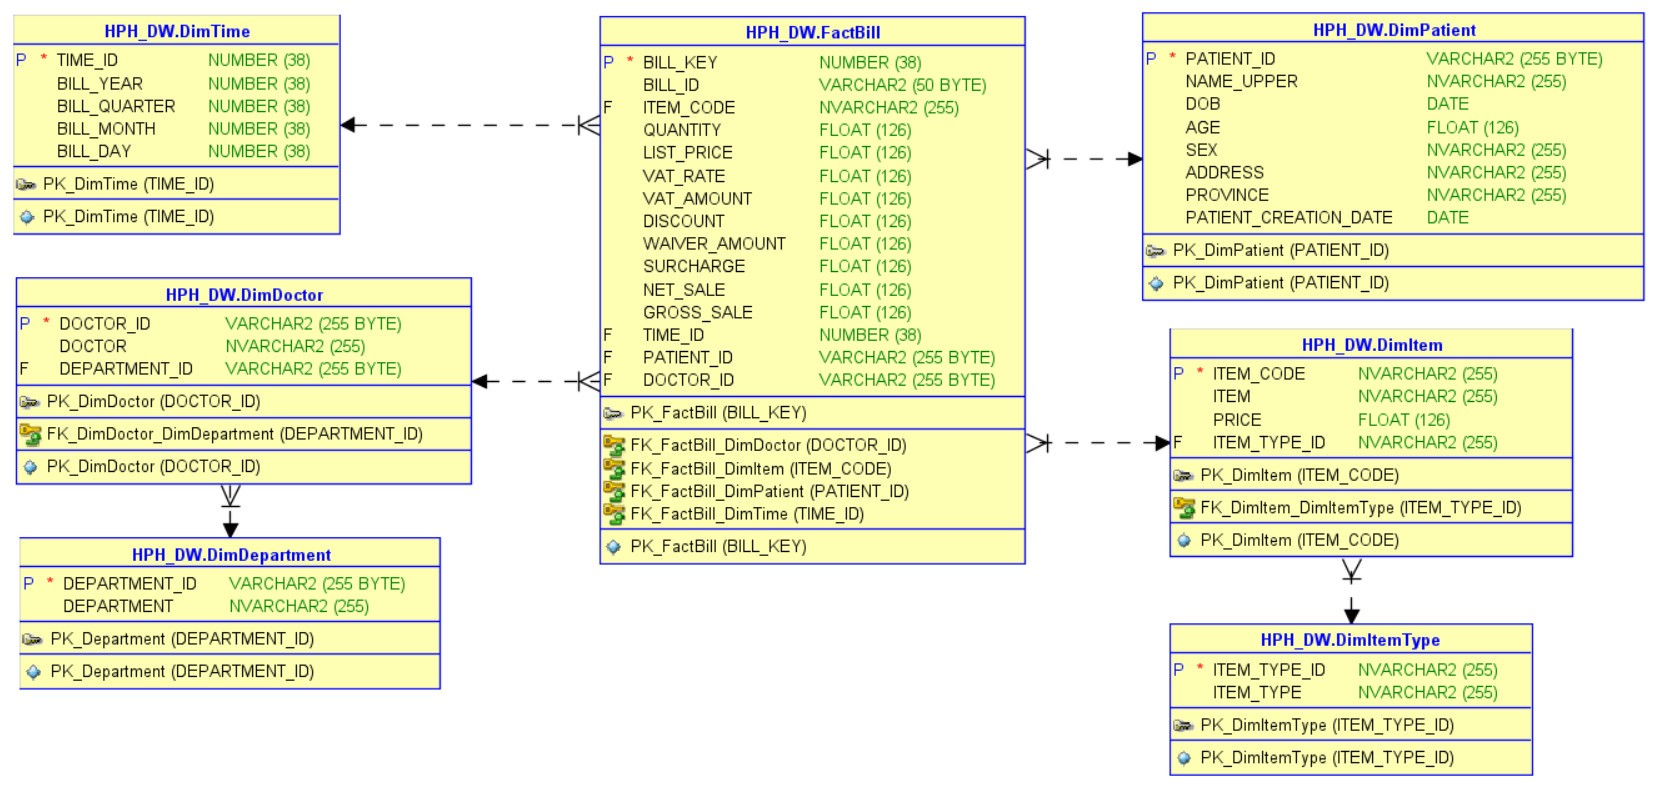 HPH_DW.DimTime
P * TIME_ID NUMBER (38)
BILL_YEAR NUMBER (38)
BILL_QUARTER NUMBER (38)
BILL_MONTH NUMBER (38)
BILL_DAY NUMBER (38)
PK_DimTime (TIME_ID)
PK_DimTime (TIME_ID)
HPH_DW.DimDoctor
P * DOCTOR_ID VARCHAR2 (255 BYTE)
DOCTOR NVARCHAR2 (255)
F DEPARTMENT_ID VARCHAR2 (255 BYTE)
PK_DimDoctor (DOCTOR_ID)
FK_DimDoctor_DimDepartment (DEPARTMENT_ID)
PK_DimDoctor (DOCTOR_ID)
HPH_DW.DimDepartment
P * DEPARTMENT_ID VARCHAR2 (255 BYTE)
DEPARTMENT NVARCHAR2 (255)
PK_Department (DEPARTMENT_ID)
PK_Department (DEPARTMENT_ID)
HPH_DW.FactBill
P * BILL_KEY NUMBER (38)
BILL_ID VARCHAR2 (50 BYTE)
F ITEM_CODE NVARCHAR2 (255)
QUANTITY FLOAT (126)
LIST_PRICE FLOAT (126)
VAT_RATE FLOAT (126)
VAT_AMOUNT FLOAT (126)
DISCOUNT FLOAT (126)
WAIVER_AMOUNT FLOAT (126)
SURCHARGE FLOAT (126)
NET_SALE FLOAT (126)
GROSS_SALE FLOAT (126)
F TIME_ID NUMBER (38)
F PATIENT_ID VARCHAR2 (255 BYTE)
F DOCTOR_ID VARCHAR2 (255 BYTE)
PK_FactBill (BILL_KEY)
FK_FactBill_DimDoctor (DOCTOR_ID)
FK_FactBill_DimItem (ITEM_CODE)
FK_FactBill_DimPatient (PATIENT_ID)
FK_FactBill_DimTime (TIME_ID)
PK_FactBill (BILL_KEY)
HPH_DW.DimPatient
P * PATIENT_ID VARCHAR2 (255 BYTE)
NAME_UPPER NVARCHAR2 (255)
DOB DATE
AGE FLOAT (126)
SEX NVARCHAR2 (255)
ADDRESS NVARCHAR2 (255)
PROVINCE NVARCHAR2 (255)
PATIENT_CREATION_DATE DATE
PK_DimPatient (PATIENT_ID)
PK_DimPatient (PATIENT_ID)
HPH_DW.DimItem
P * ITEM_CODE NVARCHAR2 (255)
ITEM NVARCHAR2 (255)
PRICE FLOAT (126)
F ITEM_TYPE_ID NVARCHAR2 (255)
PK_DimItem (ITEM_CODE)
FK_DimItem_DimItemType (ITEM_TYPE_ID)
PK_DimItem (ITEM_CODE)
HPH_DW.DimItemType
P * ITEM_TYPE_ID NVARCHAR2 (255)
ITEM_TYPE NVARCHAR2 (255)
PK_DimItemType (ITEM_TYPE_ID)
PK_DimItemType (ITEM_TYPE_ID)